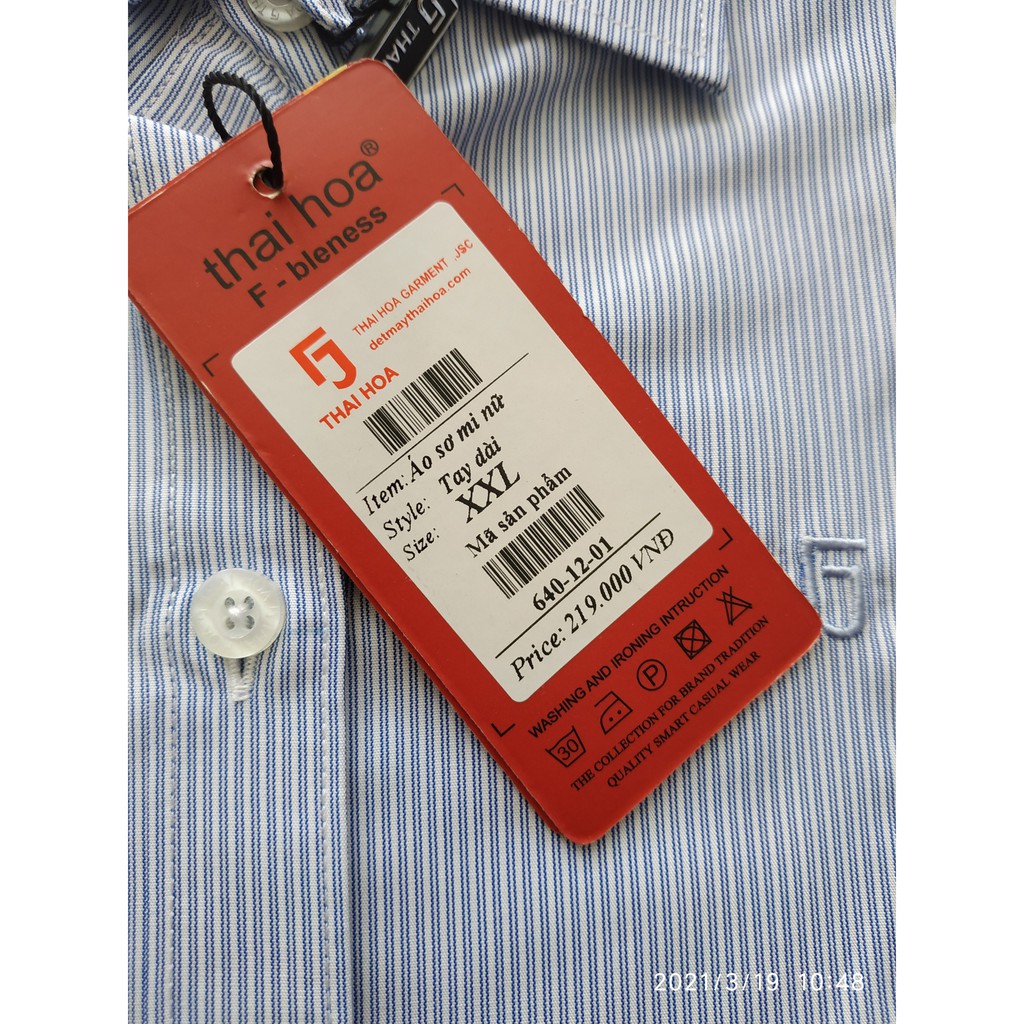 THA
thai hoa®
F - bleness
THAI HOA GARMENT .,JSC
detmaythaihoa.com
THAI HOA
Item: Áo sơ mi nữ
Style: Tay dài
Size: XXL
Mã sản phẩm
640-12-01
Price: 219.000 VNĐ
WASHING AND IRONING INTRUCTION
30
P
THE COLLECTION FOR BRAND TRADITION
QUALITY SMART CASUAL WEAR
2021/3/19 10:48